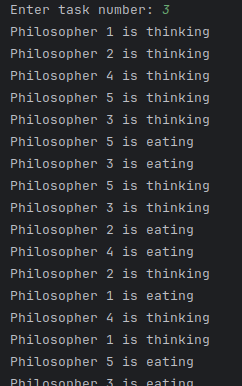 Enter task number: 3
Philosopher 1 is thinking
Philosopher 2 is thinking
Philosopher 4 is thinking
Philosopher 5 is thinking
Philosopher 3 is thinking
Philosopher 5 is eating
Philosopher 3 is eating
Philosopher 5 is thinking
Philosopher 3 is thinking
Philosopher 2 is eating
Philosopher 4 is eating
Philosopher 2 is thinking
Philosopher 1 is eating
Philosopher 4 is thinking
Philosopher 1 is thinking
Philosopher 5 is eating
Philosopher 3 is eating